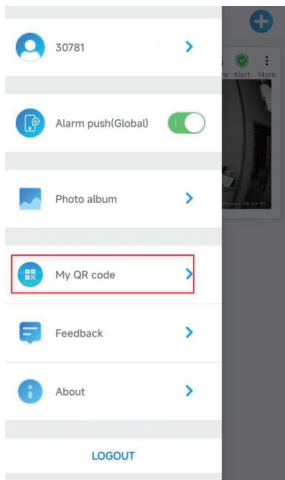 30781
Alarm push(Global)
Alert
More
Photo album
My QR code
Feedback
About
LOGOUT